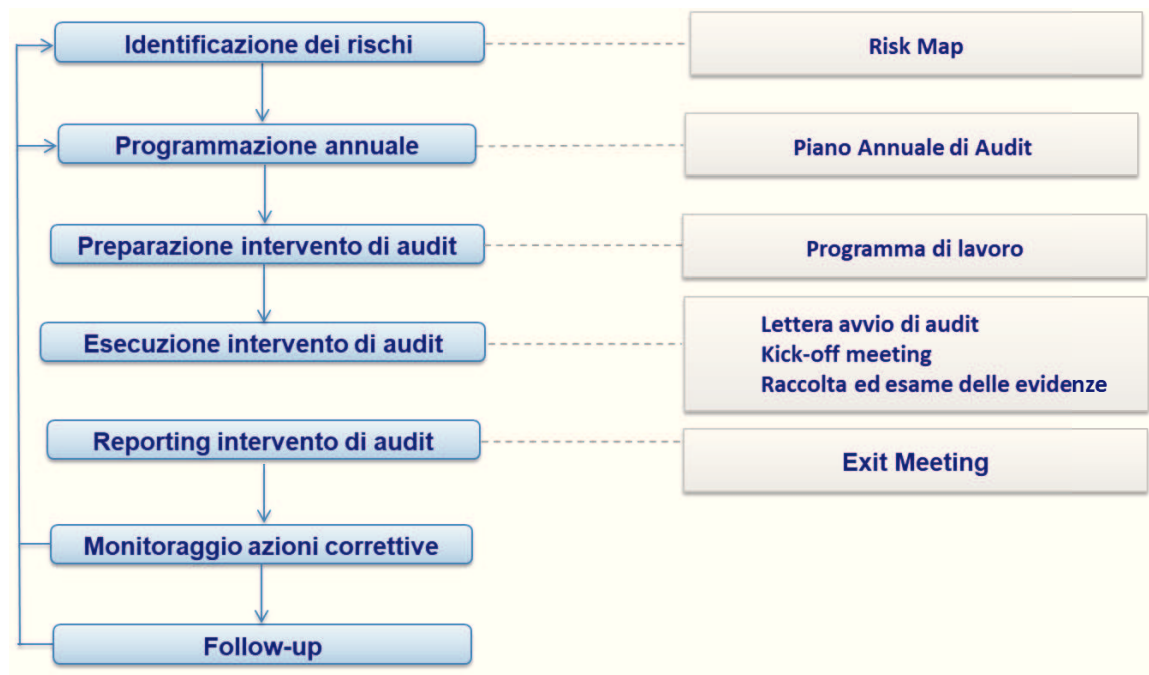 Identificazione dei rischi
Risk Map
Programmazione annuale
Piano Annuale di Audit
Preparazione intervento di audit
Programma di lavoro
Esecuzione intervento di audit
Lettera avvio di audit
Kick-off meeting
Raccolta ed esame delle evidenze
Reporting intervento di audit
Exit Meeting
Monitoraggio azioni correttive
Follow-up